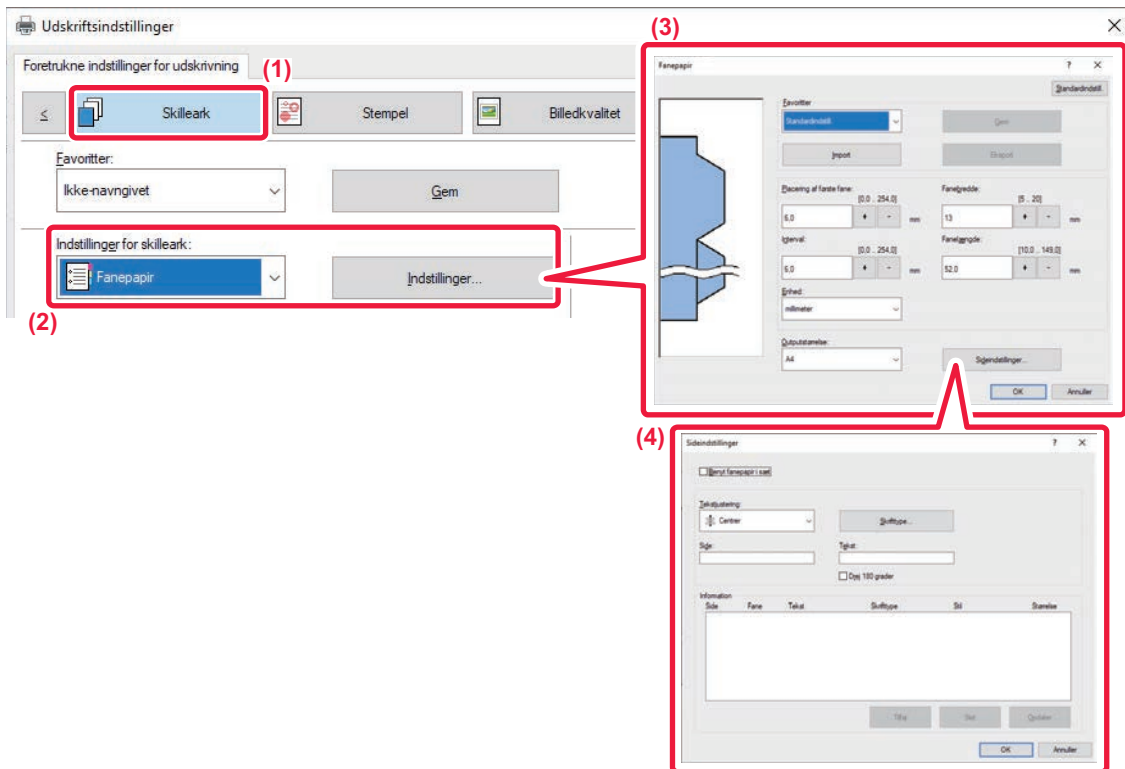 Udskriftsindstillinger
Foretrukne indstillinger for udskrivning
(1)
<
Skilleark
Stempel
Billedkvalitet
Favoritter:
Ikke-navngivet
Gem
Indstillinger for skilleark:
Fanepapir
Indstillinger...
(2)
(3)
Fanepapir
? X
Standardindstil.
Favoritter
Standardindstil.
Gem
Import
Eksport
Placering af første fane:
[0,0 .. 254,0]
6,0
+ - mm
Fanebredde:
[5 .. 20]
13
+ - mm
Interval:
[0,0 .. 254,0]
6,0
+ - mm
Fanelængde:
[10,0 .. 149,0]
52,0
+ - mm
Enhed:
millimeter
Outputstørrelse:
A4
Sideindstillinger...
OK
Annuller
(4)
Sideindstillinger
? X
Benyt fanepapir i sæt
Tekstjustering:
Centrer
Skrifttype...
Side:
Tekst:
Drej 180 grader
Information
Side Fane Tekst Skrifttype Stil Størrelse
Tilføj
Slet
Opdater
OK
Annuller